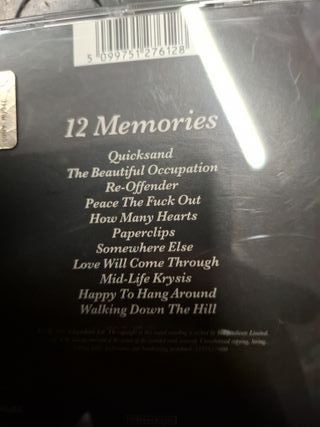 5 099751 276128
12 Memories
Quicksand
The Beautiful Occupation
Re-Offender
Peace The Fuck Out
How Many Hearts
Paperclips
Somewhere Else
Love Will Come Through
Mid-Life Krysis
Happy To Hang Around
Walking Down The Hill